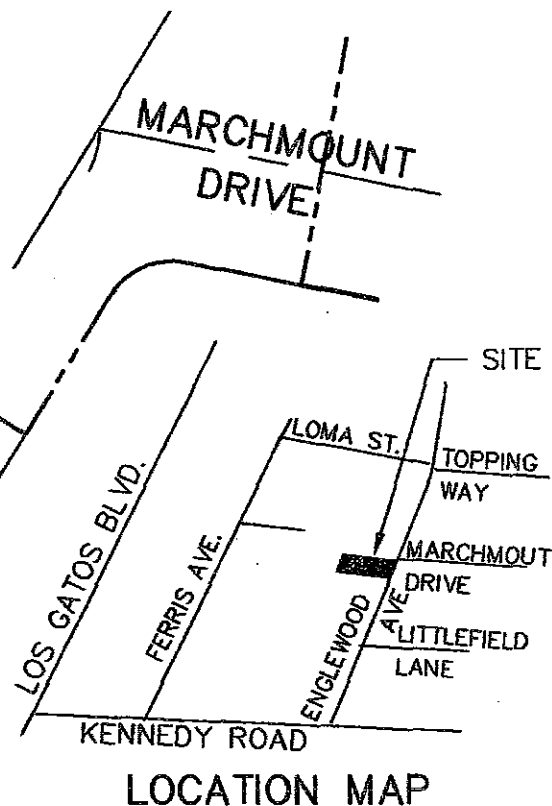 MARCHMOUNT
DRIVE
SITE
LOMA ST.
TOPPING
WAY
LOS GATOS BLVD.
FERRIS AVE.
MARCHMOUT
DRIVE
ENGLEWOOD
AVE.
LITTLEFIELD
LANE
KENNEDY ROAD
LOCATION MAP